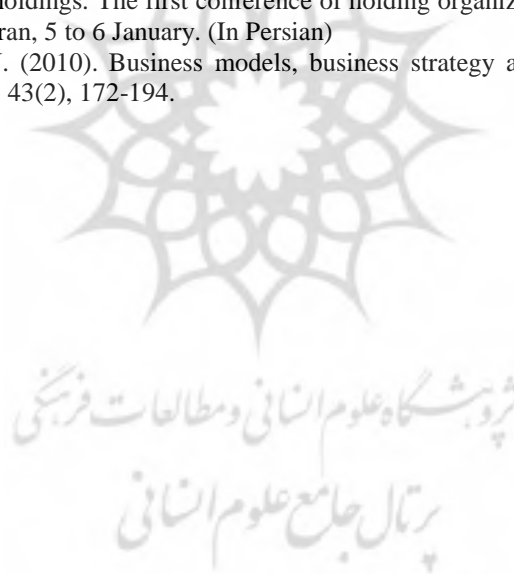 oldings. The first conference of holding organiz
ran, 5 to 6 January. (In Persian)
. (2010). Business models, business strategy a
43(2), 172-194.
پژوهشگاه علوم انسانی و مطالعات فرهنگی
پرتال جامع علوم انسانی